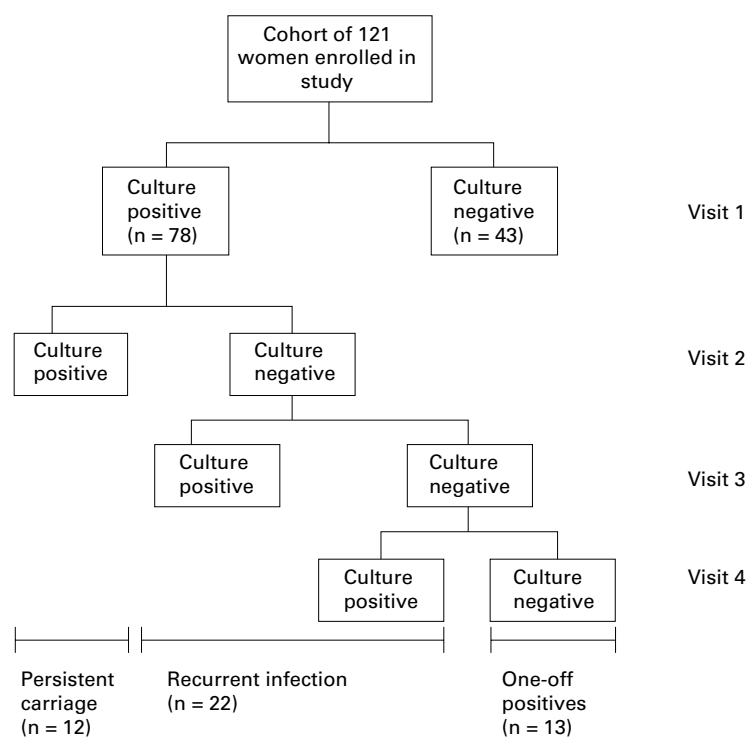 Cohort of 121
women enrolled in
study
Culture
positive
(n = 78)
Culture
negative
(n = 43)
Visit 1
Culture
positive
Culture
negative
Visit 2
Culture
positive
Culture
negative
Visit 3
Culture
positive
Culture
negative
Visit 4
Persistent
carriage
(n = 12)
Recurrent infection
(n = 22)
One-off
positives
(n = 13)